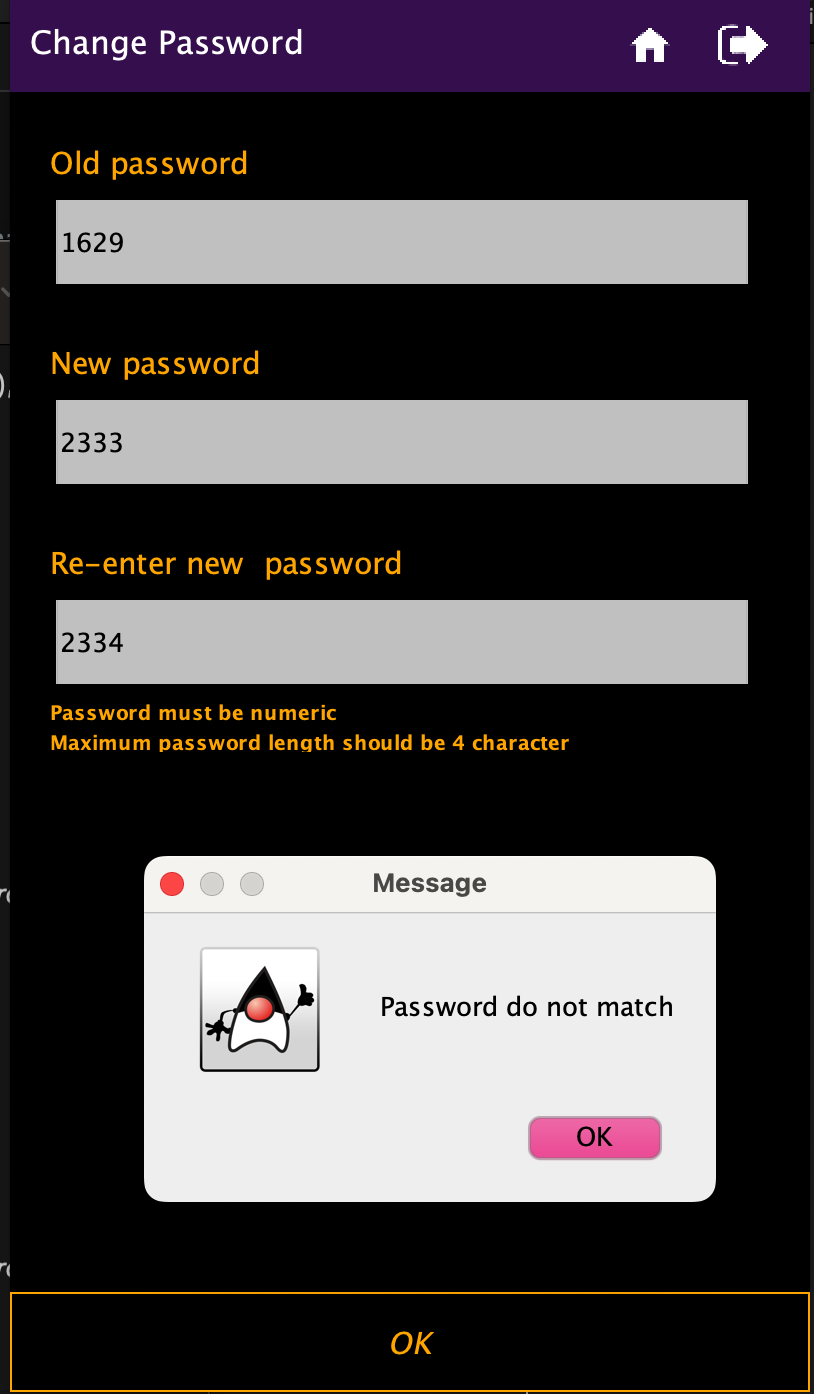 Change Password
Old password
1629
New password
2333
Re-enter new  password
2334
Password must be numeric
Maximum password length should be 4 character
Message
Password do not match
OK
OK